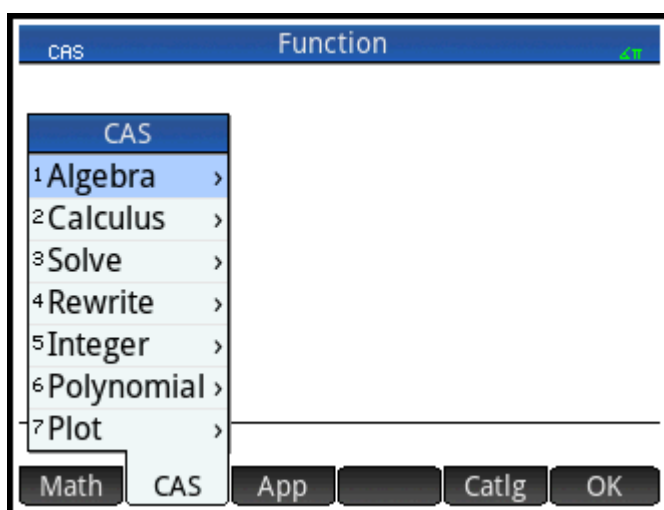 CAS Function ∡π
CAS
1 Algebra ›
2 Calculus ›
3 Solve ›
4 Rewrite ›
5 Integer ›
6 Polynomial ›
7 Plot ›
Math CAS App Catlg OK